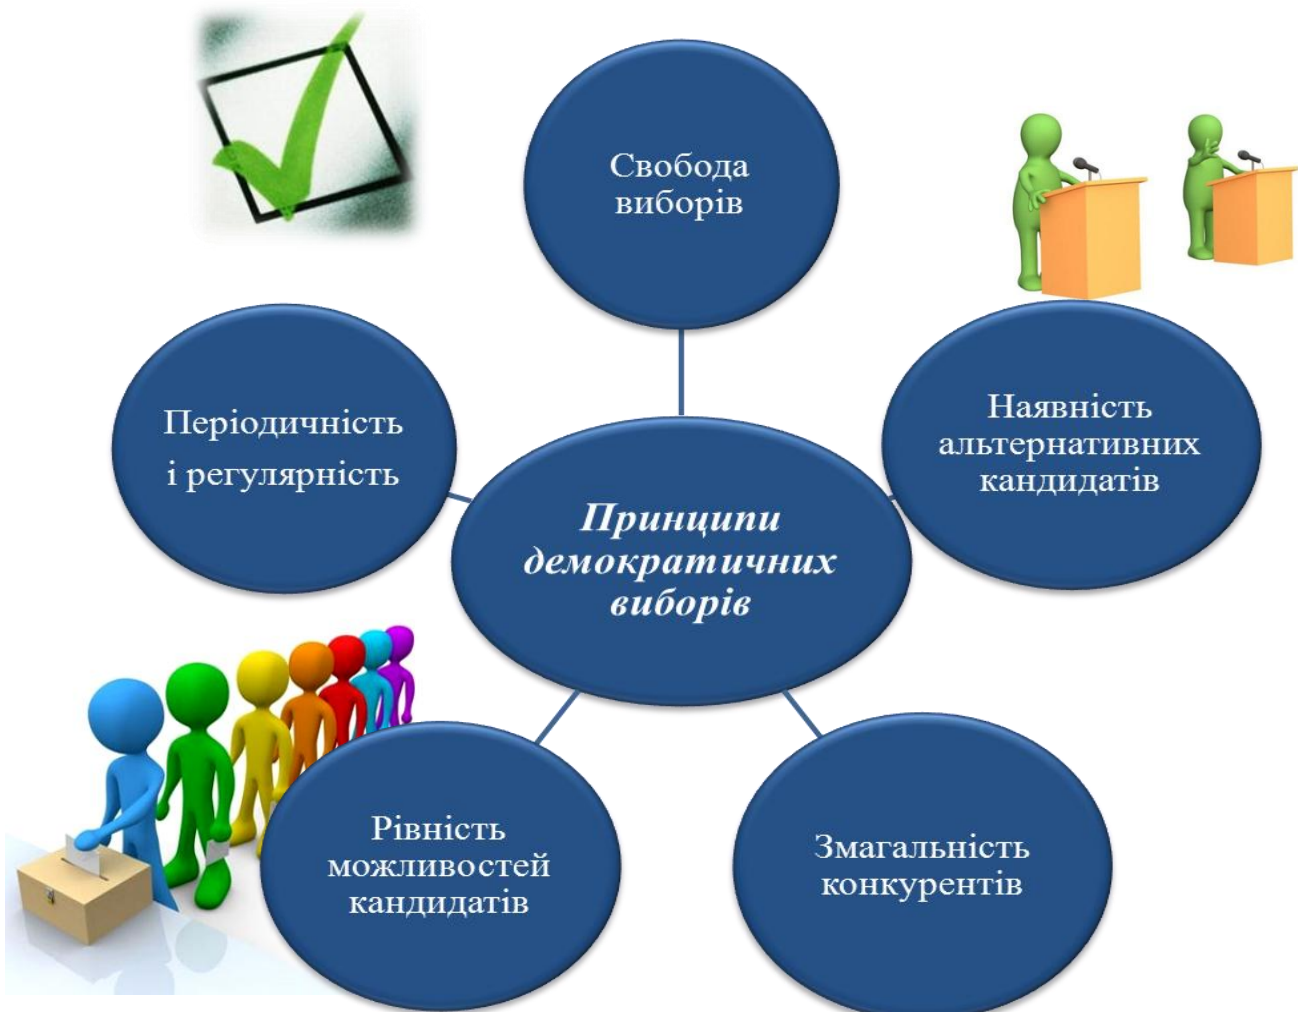 Свобода
виборів
Наявність
альтернативних
кандидатів
Періодичність
і регулярність
Принципи
демократичних
виборів
Рівність
можливостей
кандидатів
Змагальність
конкурентів